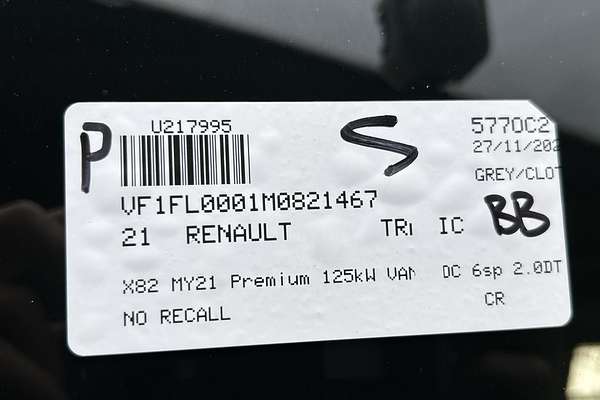 P
U217995
S
5770C2
27/11/202
GREY/CLOT
VF1FL0001M0821467
21 RENAULT TR IC
BB
X82 MY21 Premium 125kW VAN DC 6sp 2.0DT
CR
NO RECALL